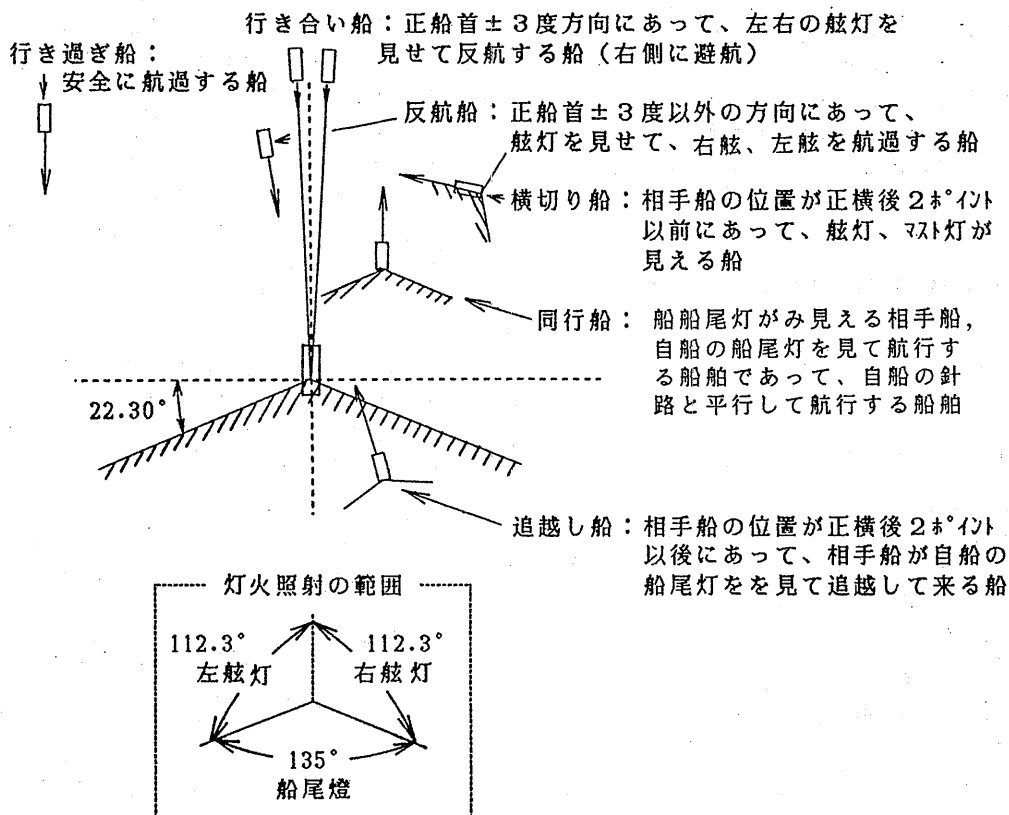 行き合い船：正船首±３度方向にあって、左右の舷灯を
見せて反航する船（右側に避航）
行き過ぎ船：
安全に航過する船
反航船：正船首±３度以外の方向にあって、
舷灯を見せて、右舷、左舷を航過する船
横切り船：相手船の位置が正横後２ﾎﾟｲﾝﾄ
以前にあって、舷灯、ﾏｽﾄ灯が
見える船
同行船： 船船尾灯がみ見える相手船，
自船の船尾灯を見て航行す
る船舶であって、自船の針
路と平行して航行する船舶
22.30°
追越し船：相手船の位置が正横後２ﾎﾟｲﾝﾄ
以後にあって、相手船が自船の
船尾灯をを見て追越して来る船
灯火照射の範囲
112.3° 112.3°
左舷灯 右舷灯
135°
船尾燈